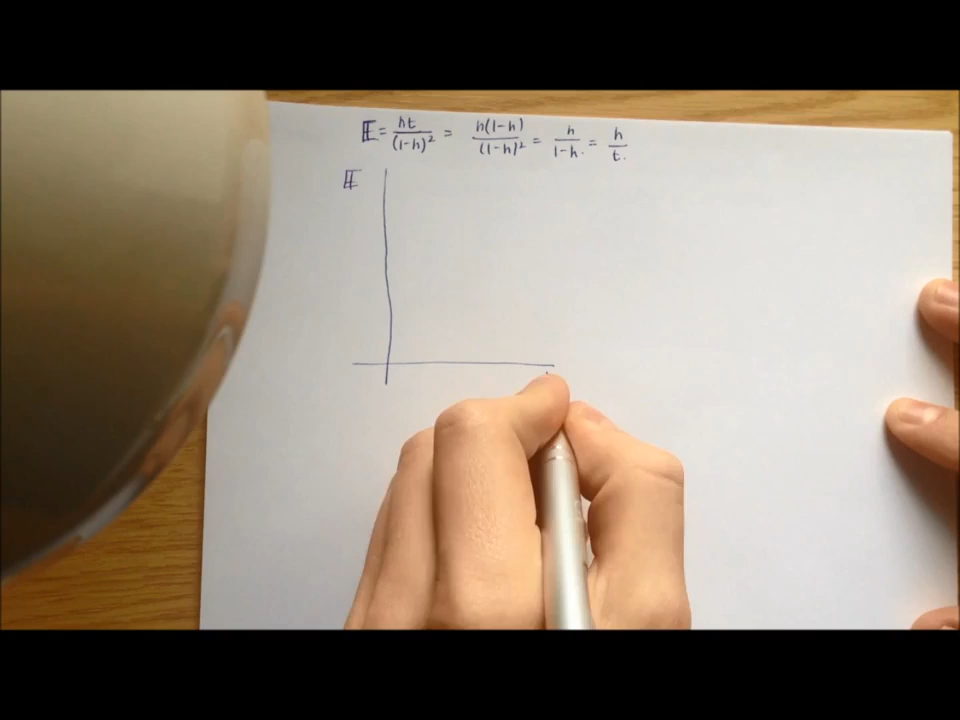 𝔼 = ht/(1-h)² = h(1-h)/(1-h)² = h/1-h. = h/t.
𝔼